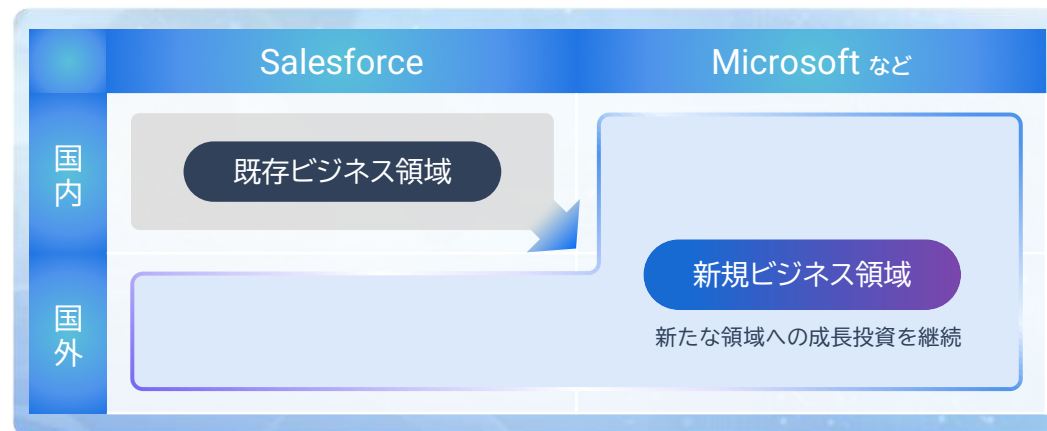 Salesforce
Microsoft など
国内
既存ビジネス領域
国外
新規ビジネス領域
新たな領域への成長投資を継続